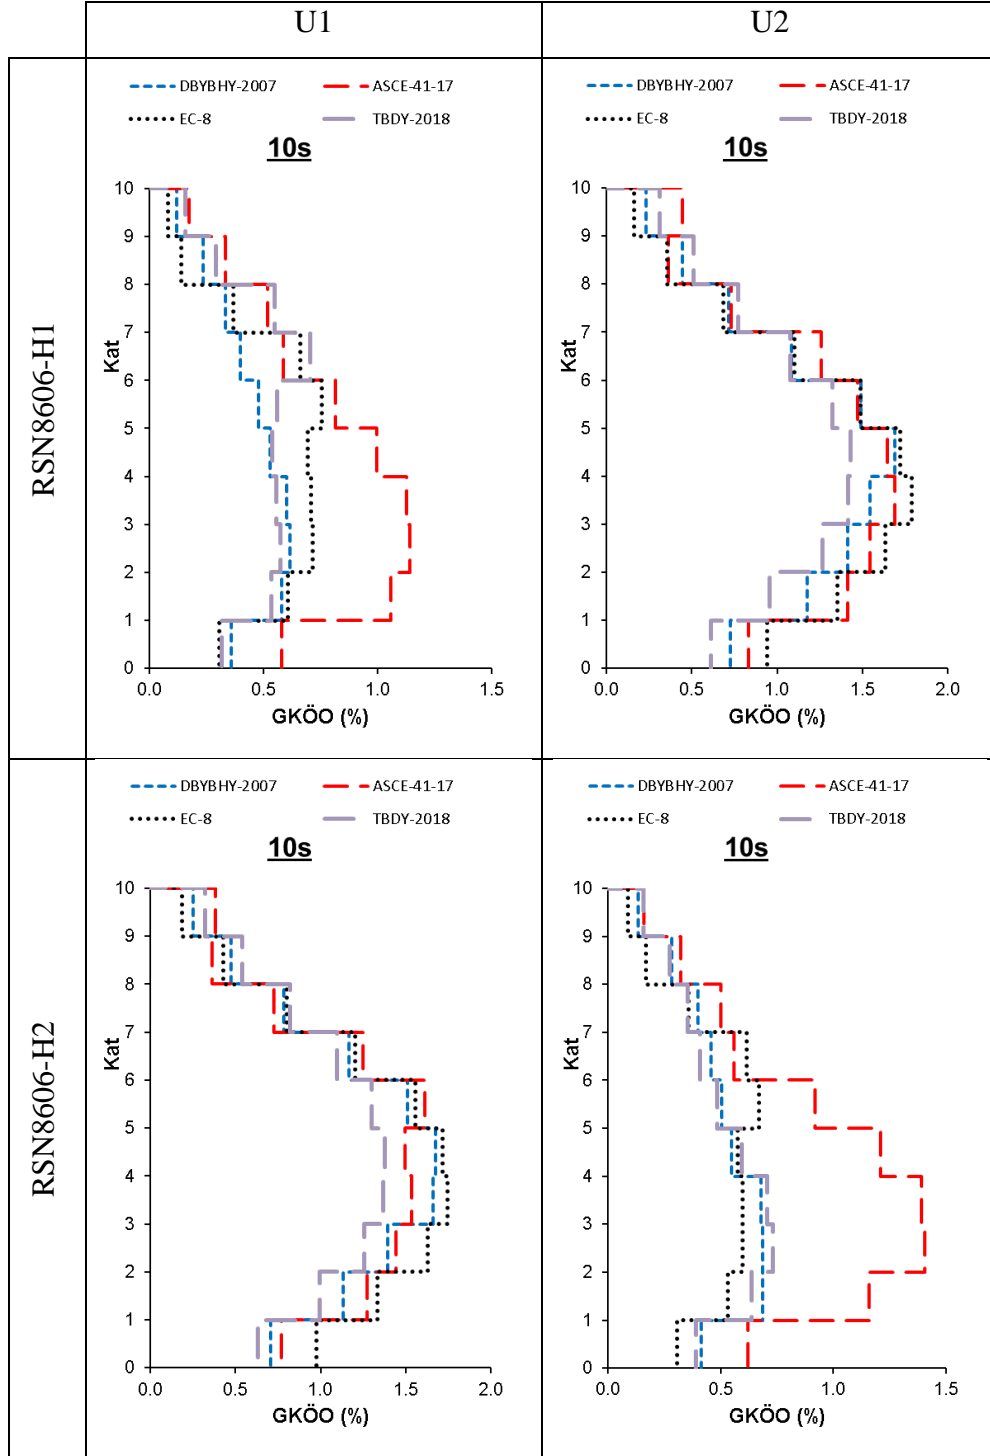 U1 U2
RSN8606-H1
DBYBHY-2007 ASCE-41-17
EC-8 TBDY-2018
10s
10
9
8
7
6
5
4
3
2
1
0
Kat
0.0 0.5 1.0 1.5
GKÖO (%)
DBYBHY-2007 ASCE-41-17
EC-8 TBDY-2018
10s
10
9
8
7
6
5
4
3
2
1
0
Kat
0.0 0.5 1.0 1.5 2.0
GKÖO (%)
RSN8606-H2
DBYBHY-2007 ASCE-41-17
EC-8 TBDY-2018
10s
10
9
8
7
6
5
4
3
2
1
0
Kat
0.0 0.5 1.0 1.5 2.0
GKÖO (%)
DBYBHY-2007 ASCE-41-17
EC-8 TBDY-2018
10s
10
9
8
7
6
5
4
3
2
1
0
Kat
0.0 0.5 1.0 1.5
GKÖO (%)